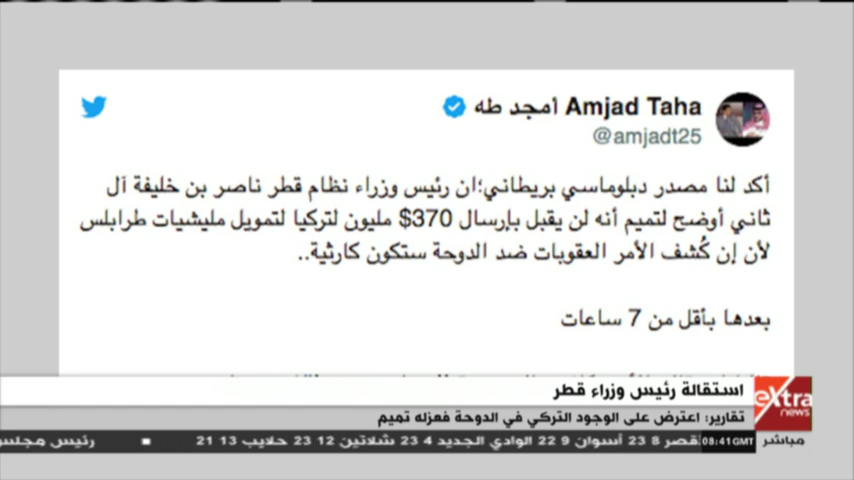 Amjad Taha أمجد طه
@amjadt25
أكد لنا مصدر دبلوماسي بريطاني؛ان رئيس وزراء نظام قطر ناصر بن خليفة آل
ثاني أوضح لتميم أنه لن يقبل بإرسال 370$ مليون لتركيا لتمويل مليشيات طرابلس
لأن إن كُشف الأمر العقوبات ضد الدوحة ستكون كارثية..
بعدها بأقل من 7 ساعات
استقالة رئيس وزراء قطر
تقارير: اعترض على الوجود التركي في الدوحة فعزله تميم
eXtra
news
مباشر
08:41 GMT
قصر 8 23 أسوان 9 22 الوادي الجديد 4 23 شلاتين 12 23 حلايب 13 21 ■ رئيس مجلس